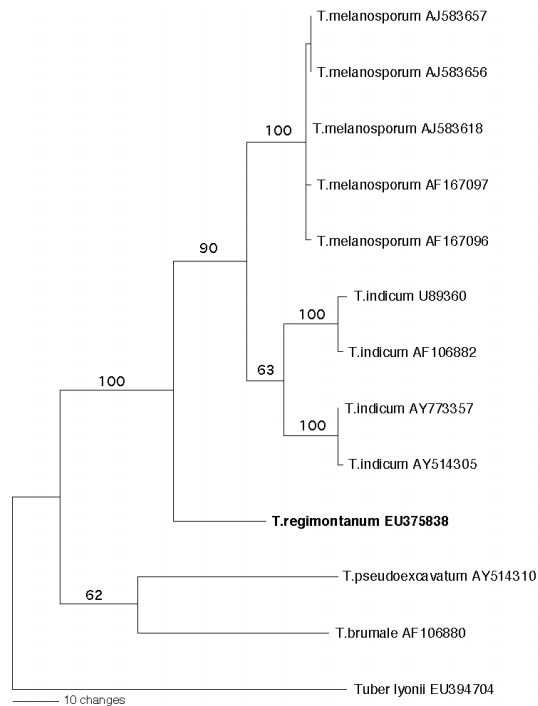 T.melanosporum AJ583657
T.melanosporum AJ583656
100
T.melanosporum AJ583618
T.melanosporum AF167097
T.melanosporum AF167096
90
T.indicum U89360
100
T.indicum AF106882
63
100
T.indicum AY773357
100
T.indicum AY514305
T.regimontanum EU375838
T.pseudoexcavatum AY514310
62
T.brumale AF106880
Tuber lyonii EU394704
10 changes